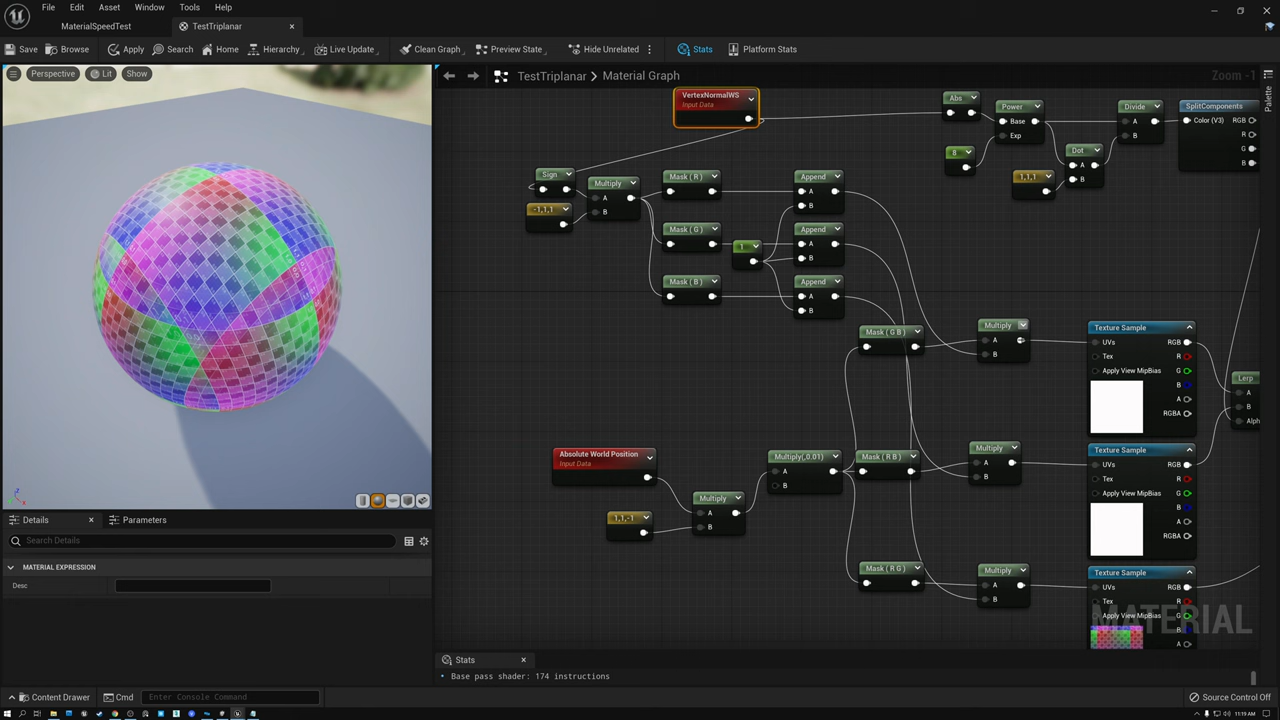 File Edit Asset Window Tools Help
MaterialSpeedTest TestTriplanar
Save Browse Apply Search Home Hierarchy Live Update Clean Graph Preview State Hide Unrelated Stats Platform Stats
Perspective Lit Show
TestTriplanar > Material Graph
Zoom -1
Palette
VertexNormalWS
Input Data
Abs
Power
Base
Exp
8
Divide
A
B
SplitComponents
Color (V3) RGB
R
G
B
Dot
A
B
1,1,1
Sign
-1,1,1
Multiply
A
B
Mask ( R )
Mask ( G )
Mask ( B )
1
Append
A
B
Append
A
B
Append
A
B
Mask ( G B )
Multiply
A
B
Texture Sample
UVs RGB
Tex R
Apply View MipBias G
B
A
RGBA
Lerp
A
B
Alph
Absolute World Position
Input Data
1,1,-1
Multiply
A
B
Multiply(,0.01)
A
B
Mask ( R B )
Multiply
A
B
Texture Sample
UVs RGB
Tex R
Apply View MipBias G
B
A
RGBA
Mask ( R G )
Multiply
A
B
Texture Sample
UVs RGB
Tex R
Apply View MipBias G
B
A
MATERIAL
Details Parameters
Search Details
MATERIAL EXPRESSION
Desc
Stats
Base pass shader: 174 instructions
Content Drawer Cmd Enter Console Command Source Control Off
11:19 AM